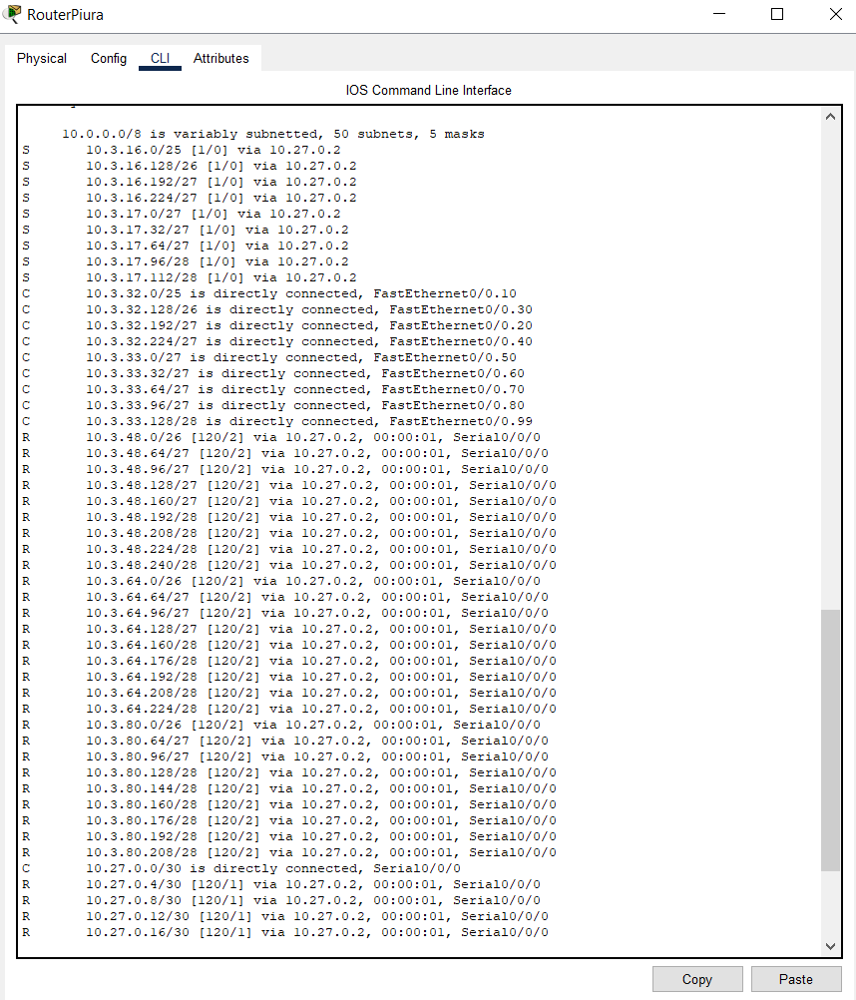 RouterPiura
Physical Config CLI Attributes
IOS Command Line Interface
10.0.0.0/8 is variably subnetted, 50 subnets, 5 masks
S 10.3.16.0/25 [1/0] via 10.27.0.2
S 10.3.16.128/26 [1/0] via 10.27.0.2
S 10.3.16.192/27 [1/0] via 10.27.0.2
S 10.3.16.224/27 [1/0] via 10.27.0.2
S 10.3.17.0/27 [1/0] via 10.27.0.2
S 10.3.17.32/27 [1/0] via 10.27.0.2
S 10.3.17.64/27 [1/0] via 10.27.0.2
S 10.3.17.96/28 [1/0] via 10.27.0.2
S 10.3.17.112/28 [1/0] via 10.27.0.2
C 10.3.32.0/25 is directly connected, FastEthernet0/0.10
C 10.3.32.128/26 is directly connected, FastEthernet0/0.30
C 10.3.32.192/27 is directly connected, FastEthernet0/0.20
C 10.3.32.224/27 is directly connected, FastEthernet0/0.40
C 10.3.33.0/27 is directly connected, FastEthernet0/0.50
C 10.3.33.32/27 is directly connected, FastEthernet0/0.60
C 10.3.33.64/27 is directly connected, FastEthernet0/0.70
C 10.3.33.96/27 is directly connected, FastEthernet0/0.80
C 10.3.33.128/28 is directly connected, FastEthernet0/0.99
R 10.3.48.0/26 [120/2] via 10.27.0.2, 00:00:01, Serial0/0/0
R 10.3.48.64/27 [120/2] via 10.27.0.2, 00:00:01, Serial0/0/0
R 10.3.48.96/27 [120/2] via 10.27.0.2, 00:00:01, Serial0/0/0
R 10.3.48.128/27 [120/2] via 10.27.0.2, 00:00:01, Serial0/0/0
R 10.3.48.160/27 [120/2] via 10.27.0.2, 00:00:01, Serial0/0/0
R 10.3.48.192/28 [120/2] via 10.27.0.2, 00:00:01, Serial0/0/0
R 10.3.48.208/28 [120/2] via 10.27.0.2, 00:00:01, Serial0/0/0
R 10.3.48.224/28 [120/2] via 10.27.0.2, 00:00:01, Serial0/0/0
R 10.3.48.240/28 [120/2] via 10.27.0.2, 00:00:01, Serial0/0/0
R 10.3.64.0/26 [120/2] via 10.27.0.2, 00:00:01, Serial0/0/0
R 10.3.64.64/27 [120/2] via 10.27.0.2, 00:00:01, Serial0/0/0
R 10.3.64.96/27 [120/2] via 10.27.0.2, 00:00:01, Serial0/0/0
R 10.3.64.128/27 [120/2] via 10.27.0.2, 00:00:01, Serial0/0/0
R 10.3.64.160/28 [120/2] via 10.27.0.2, 00:00:01, Serial0/0/0
R 10.3.64.176/28 [120/2] via 10.27.0.2, 00:00:01, Serial0/0/0
R 10.3.64.192/28 [120/2] via 10.27.0.2, 00:00:01, Serial0/0/0
R 10.3.64.208/28 [120/2] via 10.27.0.2, 00:00:01, Serial0/0/0
R 10.3.64.224/28 [120/2] via 10.27.0.2, 00:00:01, Serial0/0/0
R 10.3.80.0/26 [120/2] via 10.27.0.2, 00:00:01, Serial0/0/0
R 10.3.80.64/27 [120/2] via 10.27.0.2, 00:00:01, Serial0/0/0
R 10.3.80.96/27 [120/2] via 10.27.0.2, 00:00:01, Serial0/0/0
R 10.3.80.128/28 [120/2] via 10.27.0.2, 00:00:01, Serial0/0/0
R 10.3.80.144/28 [120/2] via 10.27.0.2, 00:00:01, Serial0/0/0
R 10.3.80.160/28 [120/2] via 10.27.0.2, 00:00:01, Serial0/0/0
R 10.3.80.176/28 [120/2] via 10.27.0.2, 00:00:01, Serial0/0/0
R 10.3.80.192/28 [120/2] via 10.27.0.2, 00:00:01, Serial0/0/0
R 10.3.80.208/28 [120/2] via 10.27.0.2, 00:00:01, Serial0/0/0
C 10.27.0.0/30 is directly connected, Serial0/0/0
R 10.27.0.4/30 [120/1] via 10.27.0.2, 00:00:01, Serial0/0/0
R 10.27.0.8/30 [120/1] via 10.27.0.2, 00:00:01, Serial0/0/0
R 10.27.0.12/30 [120/1] via 10.27.0.2, 00:00:01, Serial0/0/0
R 10.27.0.16/30 [120/1] via 10.27.0.2, 00:00:01, Serial0/0/0
Copy Paste